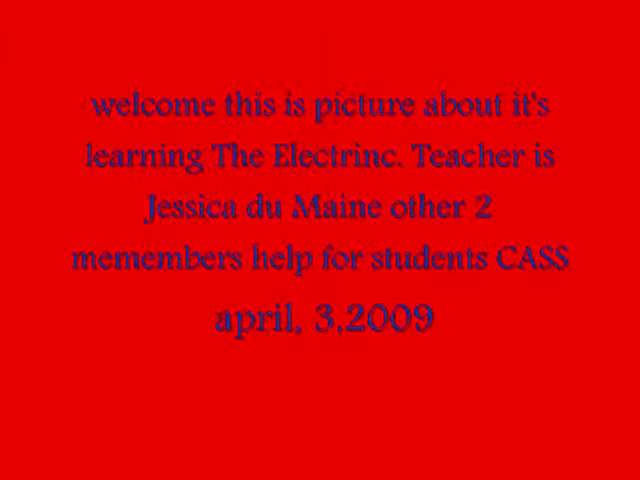 welcome this is picture about it's
learning The Electrinc. Teacher is
Jessica du Maine other 2
memembers help for students CASS
april, 3,2009